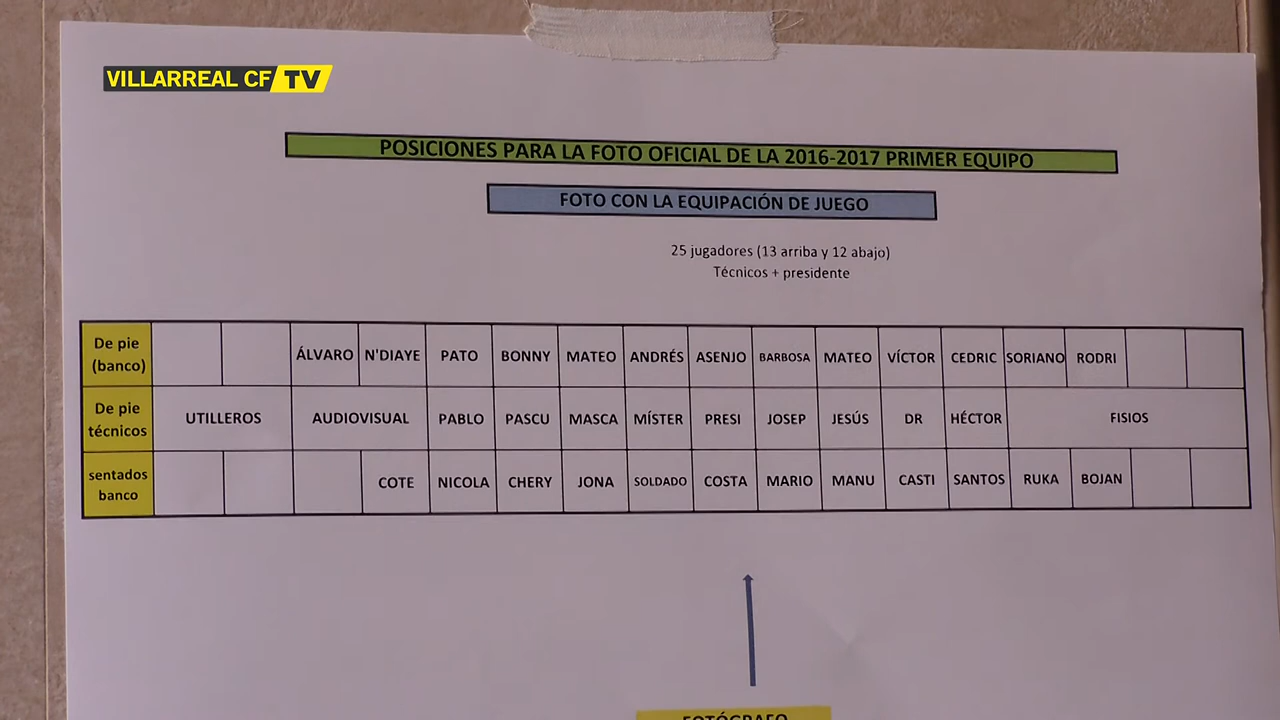 VILLARREAL CF TV
POSICIONES PARA LA FOTO OFICIAL DE LA 2016-2017 PRIMER EQUIPO
FOTO CON LA EQUIPACIÓN DE JUEGO
25 jugadores (13 arriba y 12 abajo)
Técnicos + presidente
De pie (banco) ÁLVARO N'DIAYE PATO BONNY MATEO ANDRÉS ASENJO BARBOSA MATEO VÍCTOR CEDRIC SORIANO RODRI
De pie técnicos UTILLEROS AUDIOVISUAL PABLO PASCU MASCA MÍSTER PRESI JOSEP JESÚS DR HÉCTOR FISIOS
sentados banco COTE NICOLA CHERY JONA SOLDADO COSTA MARIO MANU CASTI SANTOS RUKA BOJAN
FOTÓGRAFO